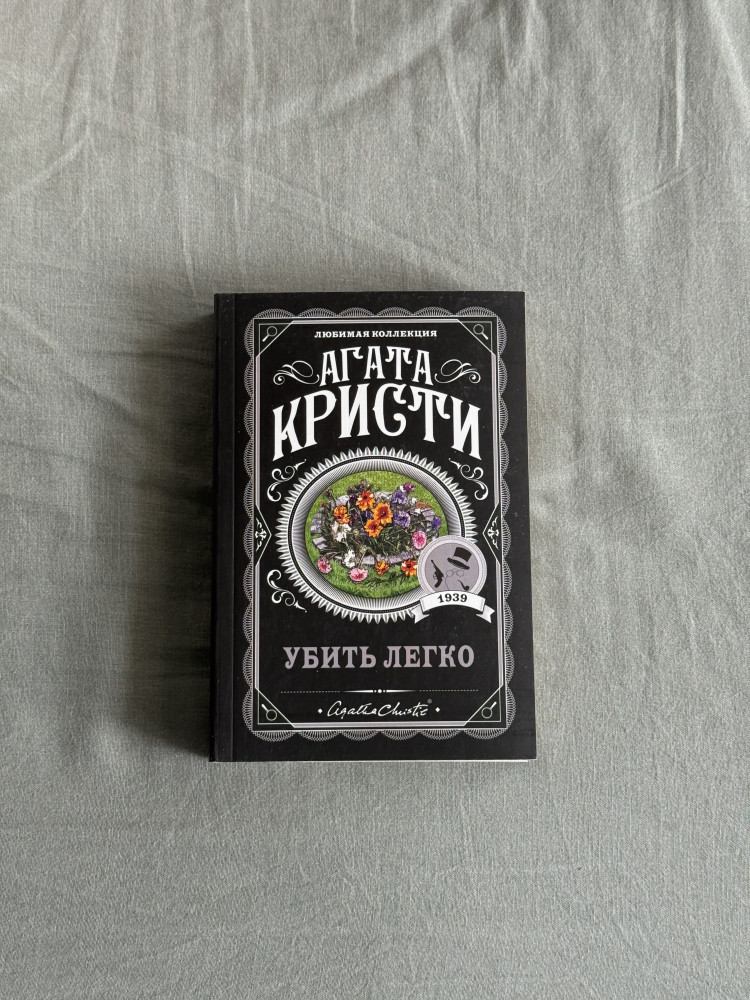 ЛЮБИМАЯ КОЛЛЕКЦИЯ
АГАТА
КРИСТИ
1939
УБИТЬ ЛЕГКО
Agatha Christie®